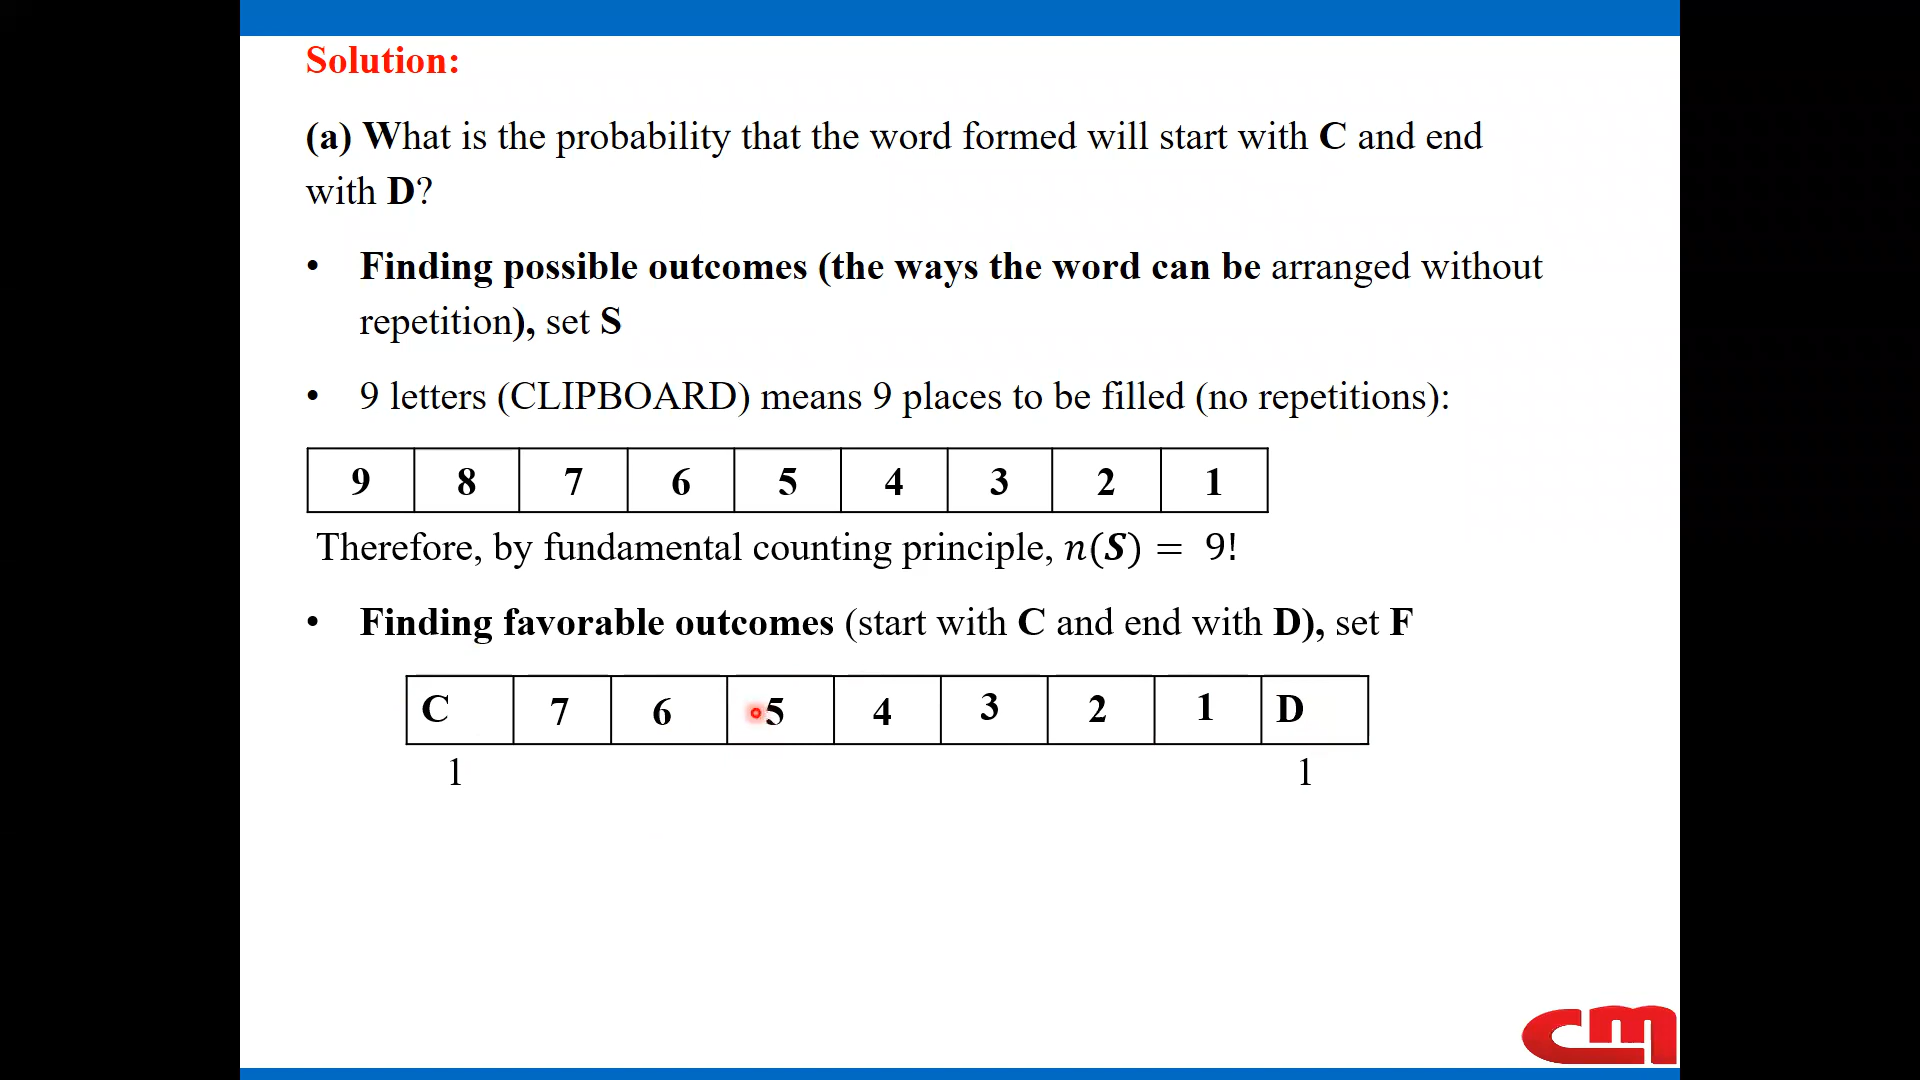 Solution:
(a) What is the probability that the word formed will start with C and end
with D?
• Finding possible outcomes (the ways the word can be arranged without
repetition), set S
• 9 letters (CLIPBOARD) means 9 places to be filled (no repetitions):
9 8 7 6 5 4 3 2 1
Therefore, by fundamental counting principle, n(S) = 9!
• Finding favorable outcomes (start with C and end with D), set F
C 7 6 5 4 3 2 1 D
1 1
cm